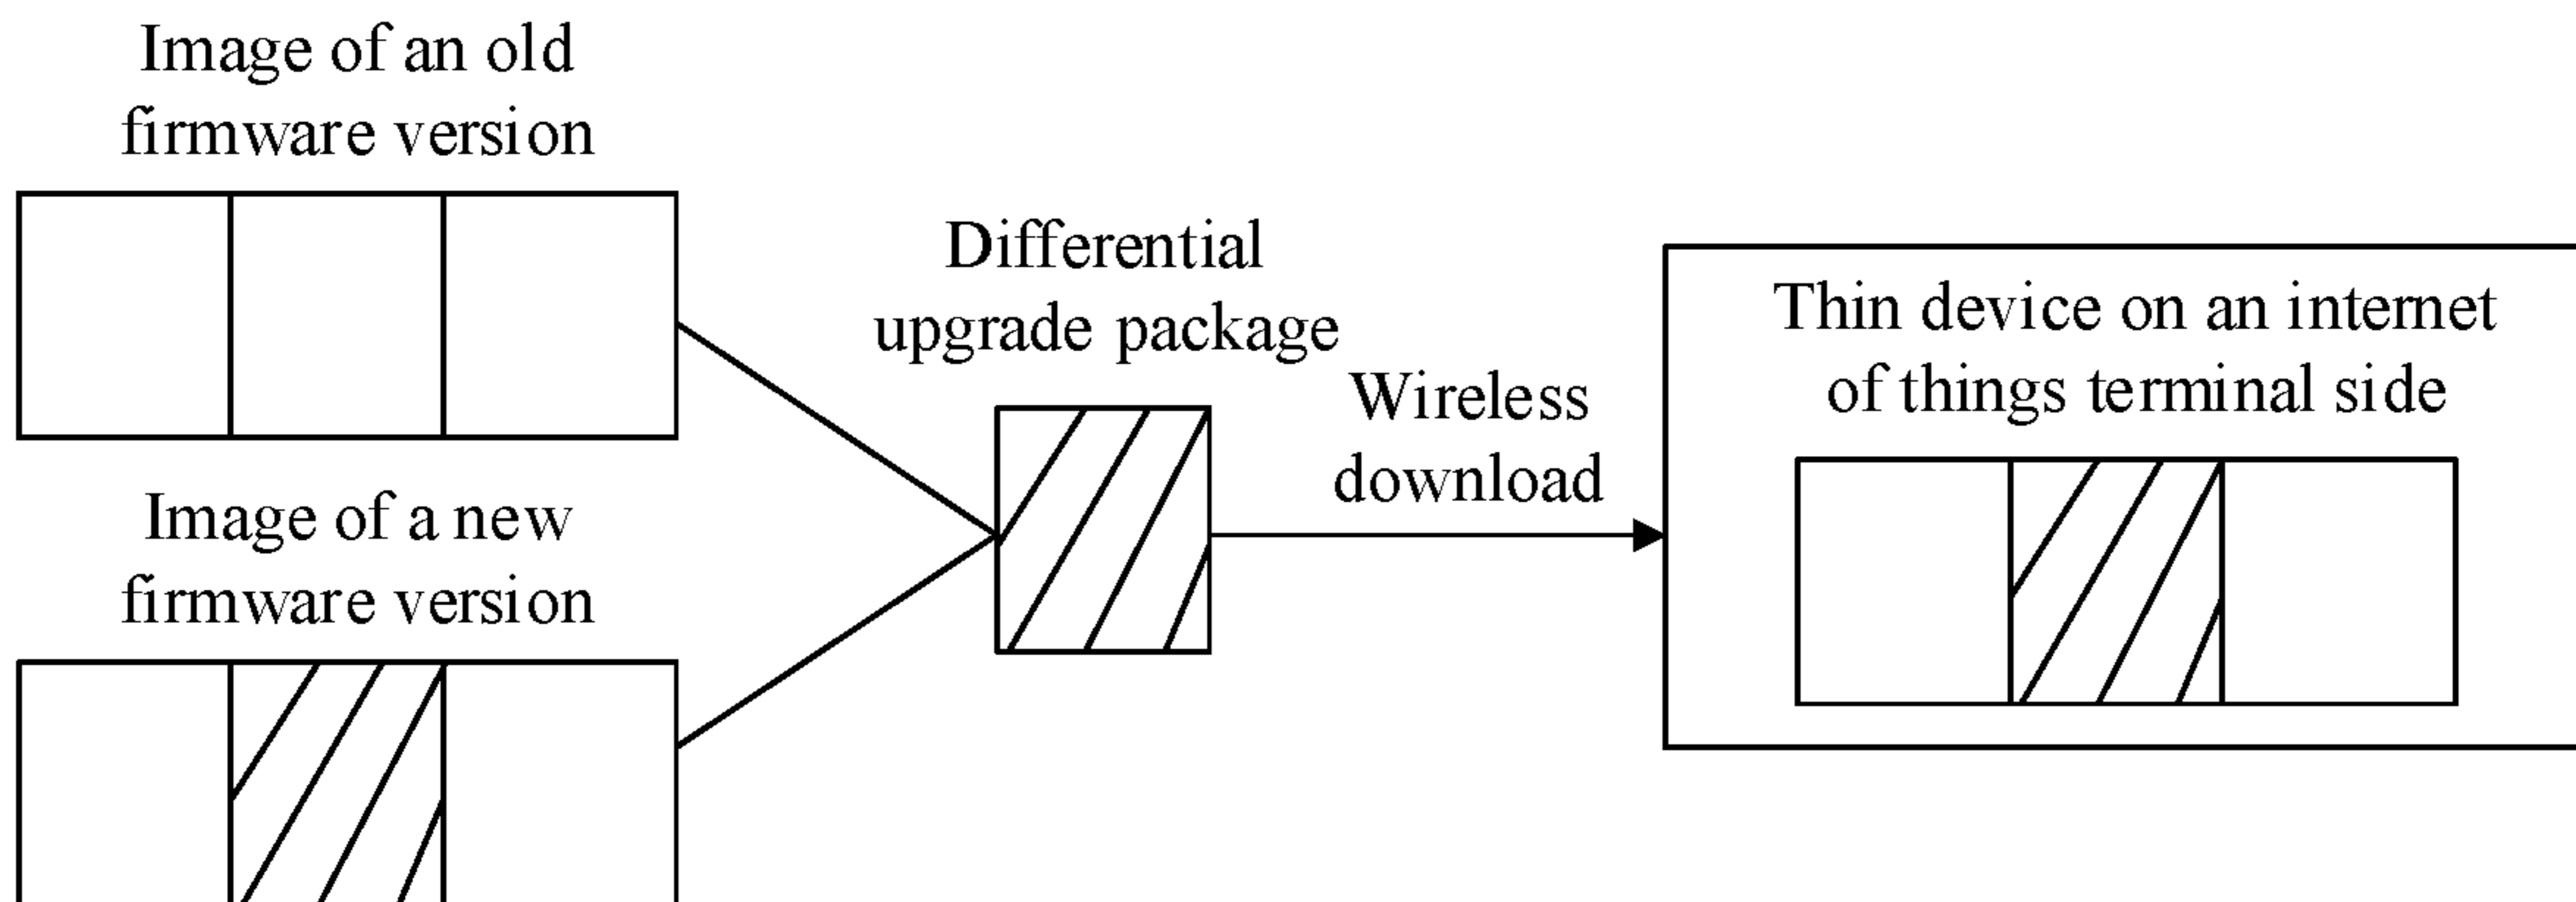 Image of an old
firmware version
Differential
upgrade package
Wireless
download
Thin device on an internet
of things terminal side
Image of a new
firmware version